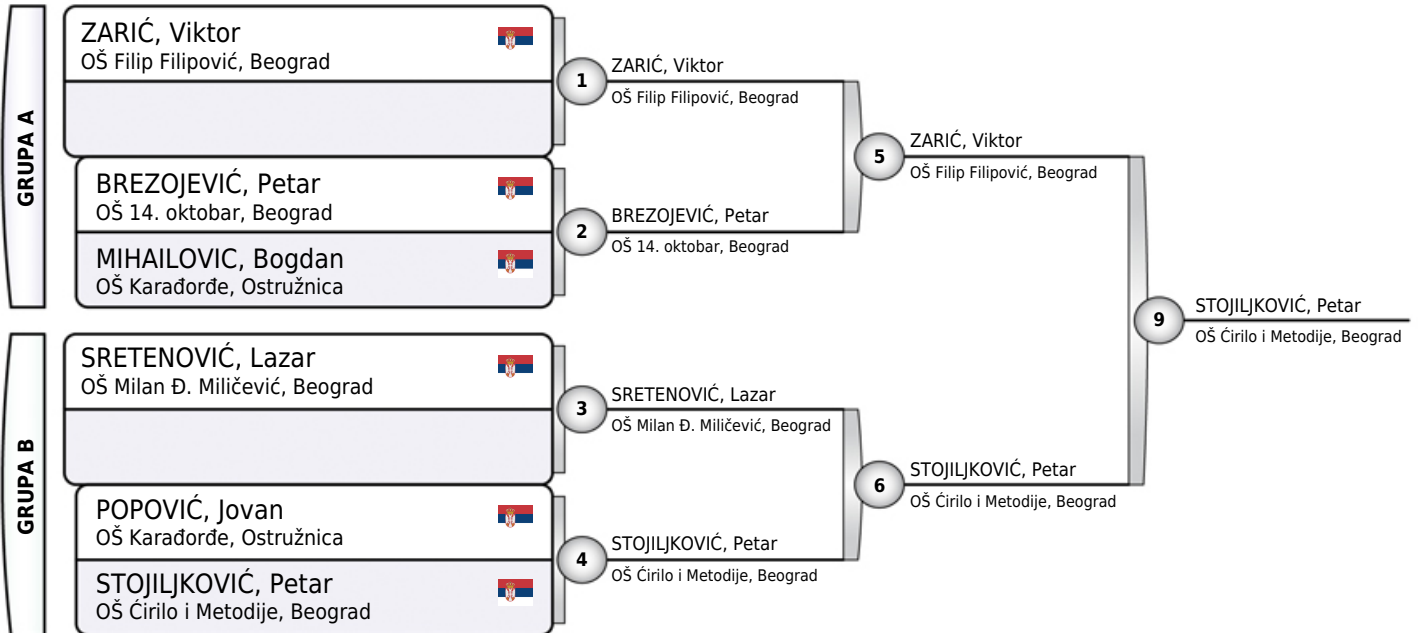 GRUPA A
ZARIĆ, Viktor
OŠ Filip Filipović, Beograd
BREZOJEVIĆ, Petar
OŠ 14. oktobar, Beograd
MIHAILOVIC, Bogdan
OŠ Karađorđe, Ostružnica
GRUPA B
SRETENOVIĆ, Lazar
OŠ Milan Đ. Miličević, Beograd
POPOVIĆ, Jovan
OŠ Karađorđe, Ostružnica
STOJILJKOVIĆ, Petar
OŠ Ćirilo i Metodije, Beograd
1
ZARIĆ, Viktor
OŠ Filip Filipović, Beograd
2
BREZOJEVIĆ, Petar
OŠ 14. oktobar, Beograd
3
SRETENOVIĆ, Lazar
OŠ Milan Đ. Miličević, Beograd
4
STOJILJKOVIĆ, Petar
OŠ Ćirilo i Metodije, Beograd
5
ZARIĆ, Viktor
OŠ Filip Filipović, Beograd
6
STOJILJKOVIĆ, Petar
OŠ Ćirilo i Metodije, Beograd
9
STOJILJKOVIĆ, Petar
OŠ Ćirilo i Metodije, Beograd